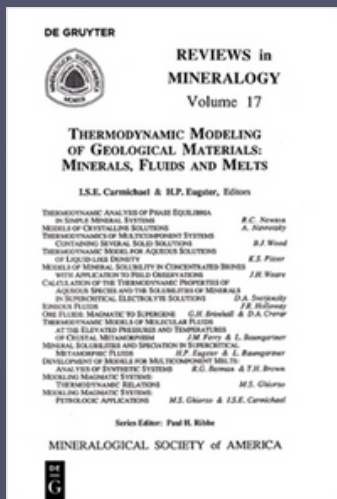 DE GRUYTER
REVIEWS in
MINERALOGY
Volume 17
THERMODYNAMIC MODELING
OF GEOLOGICAL MATERIALS:
MINERALS, FLUIDS AND MELTS
I.S.E. Carmichael & H.P. Eugster, Editors
THERMODYNAMIC ANALYSIS OF PHASE EQUILIBRIA
IN SIMPLE MINERAL SYSTEMS R.C. Newton
MODELS OF CRYSTALLINE SOLUTIONS A. Navrotsky
THERMODYNAMICS OF MULTICOMPONENT SYSTEMS
CONTAINING SEVERAL SOLID SOLUTIONS B.J. Wood
THERMODYNAMIC MODEL FOR AQUEOUS SOLUTIONS
OF LIQUID-LIKE DENSITY K.S. Pitzer
MODELS OF MINERAL SOLUBILITY IN CONCENTRATED BRINES
WITH APPLICATION TO FIELD OBSERVATIONS J.H. Weare
CALCULATION OF THE THERMODYNAMIC PROPERTIES OF
AQUEOUS SPECIES AND THE SOLUBILITIES OF MINERALS
IN SUPERCRITICAL ELECTROLYTE SOLUTIONS D.A. Sverjensky
IGNEOUS FLUIDS J.R. Holloway
ORE FLUIDS: MAGMATIC TO SUPERGENE G.H. Brimhall & D.A. Crerar
THERMODYNAMIC MODELS OF MOLECULAR FLUIDS
AT THE ELEVATED PRESSURES AND TEMPERATURES
OF CRUSTAL METAMORPHISM J.M. Ferry & L. Baumgartner
MINERAL SOLUBILITIES AND SPECIATION IN SUPERCRITICAL
METAMORPHIC FLUIDS H.P. Eugster & L. Baumgartner
DEVELOPMENT OF MODELS FOR MULTICOMPONENT MELTS:
ANALYSIS OF SYNTHETIC SYSTEMS R.G. Berman & T.H. Brown
MODELING MAGMATIC SYSTEMS:
THERMODYNAMIC RELATIONS M.S. Ghiorso
MODELING MAGMATIC SYSTEMS:
PETROLOGIC APPLICATIONS M.S. Ghiorso & I.S.E. Carmichael
Series Editor: Paul H. Ribbe
MINERALOGICAL SOCIETY of AMERICA
DE
G